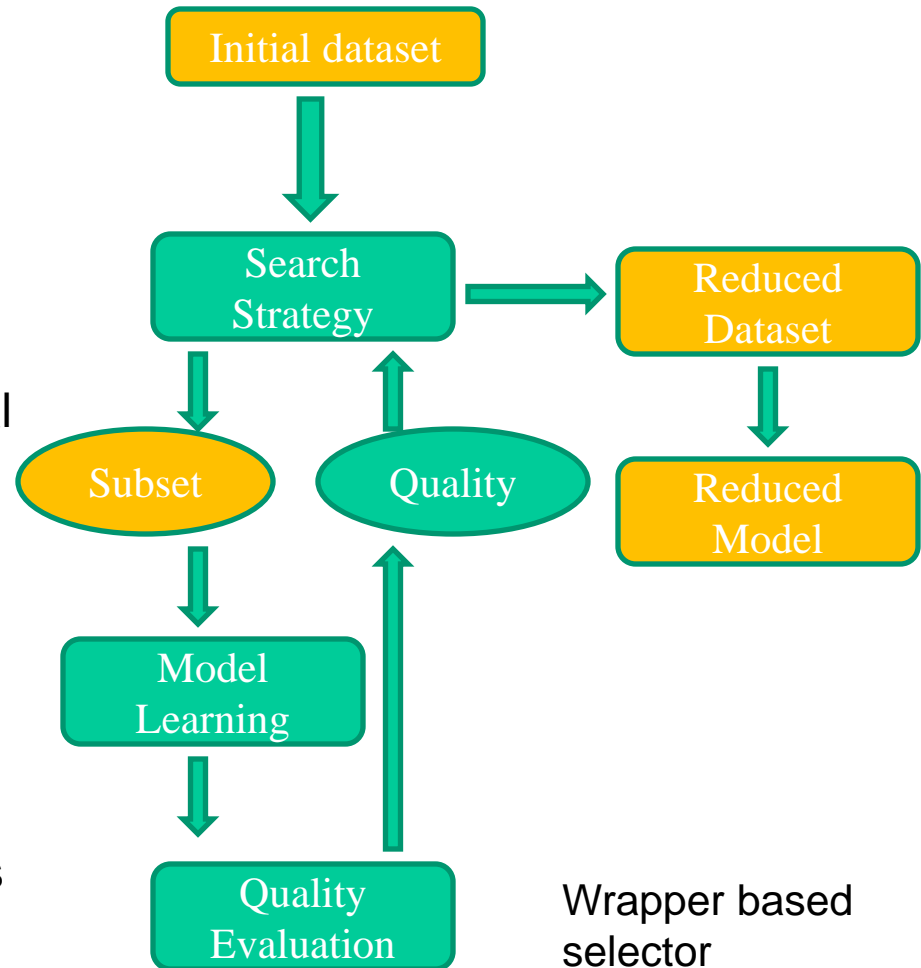 Initial dataset
Search
Strategy
Reduced
Dataset
l
Subset
Quality
Reduced
Model
Model
Learning
s
Quality
Evaluation
Wrapper based
selector